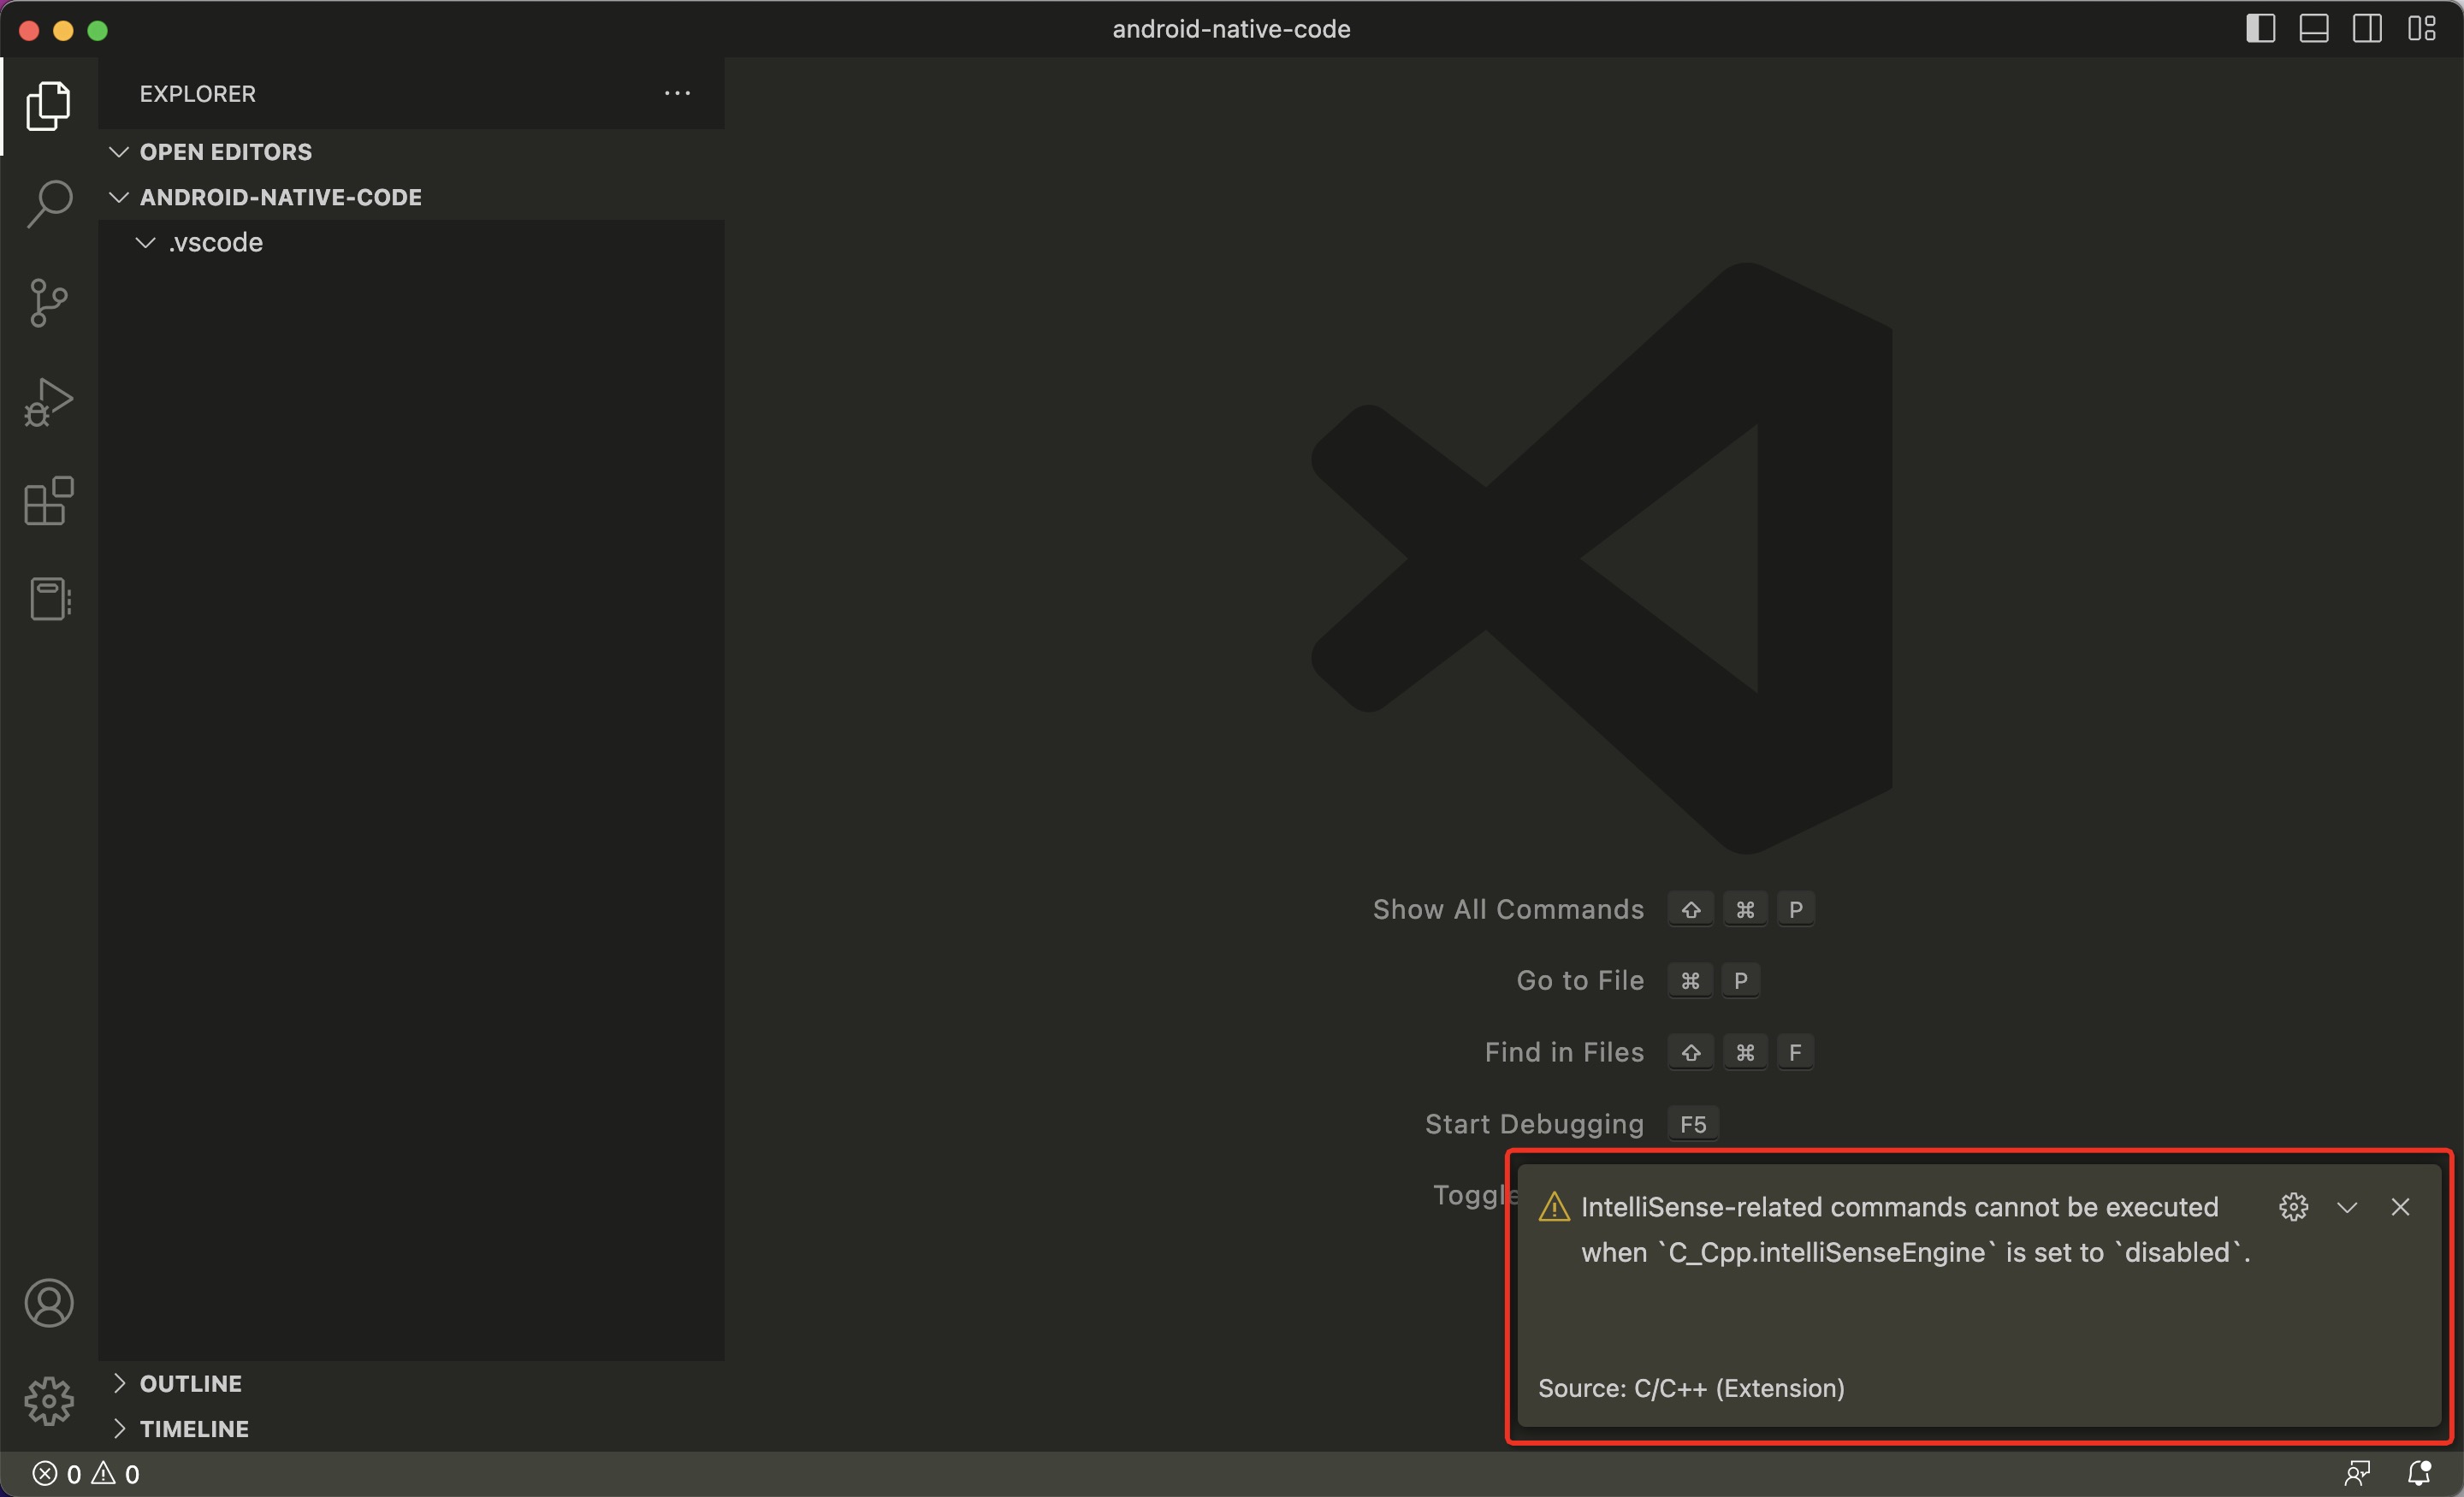 android-native-code
EXPLORER
OPEN EDITORS
ANDROID-NATIVE-CODE
.vscode
Show All Commands ⇧ ⌘ P
Go to File ⌘ P
Find in Files ⇧ ⌘ F
Start Debugging F5
Toggle
IntelliSense-related commands cannot be executed
when `C_Cpp.intelliSenseEngine` is set to `disabled`.
Source: C/C++ (Extension)
OUTLINE
TIMELINE
0 0